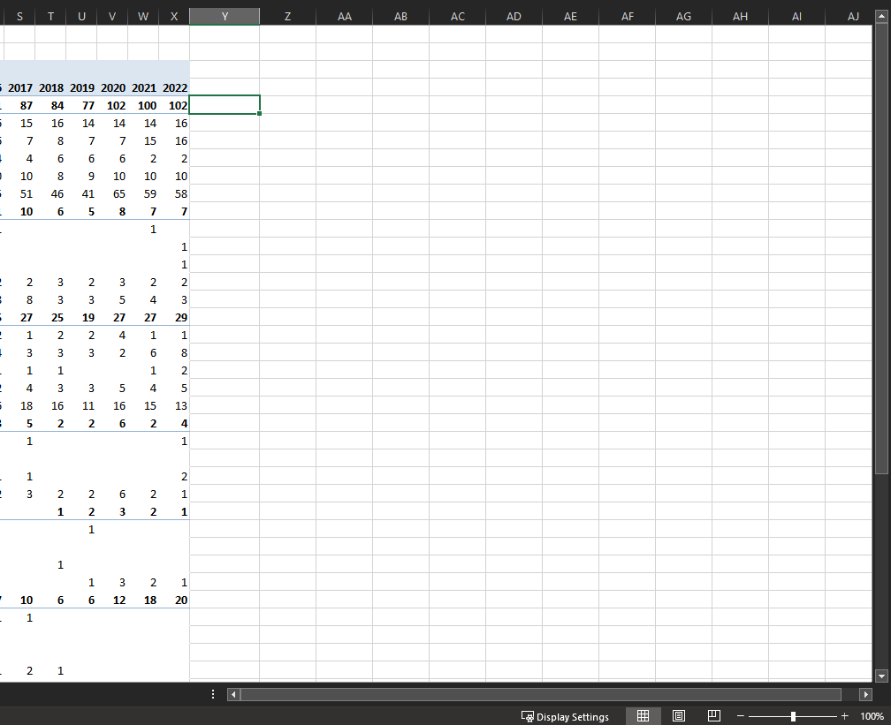 S T U V W X Y Z AA AB AC AD AE AF AG AH AI AJ
2017 2018 2019 2020 2021 2022
87 84 77 102 100 102
15 16 14 14 14 16
7 8 7 7 15 16
4 6 6 6 2 2
10 8 9 10 10 10
51 46 41 65 59 58
10 6 5 8 7 7
1
1
1
2 3 2 3 2 2
8 3 3 5 4 3
27 25 19 27 27 29
1 2 2 4 1 1
3 3 3 2 6 8
1 1 1 2
4 3 3 5 4 5
18 16 11 16 15 13
5 2 2 6 2 4
1 1
1 2
3 2 2 6 2 1
1 2 3 2 1
1
1
1 3 2 1
10 6 6 12 18 20
1
2 1
Display Settings 100%